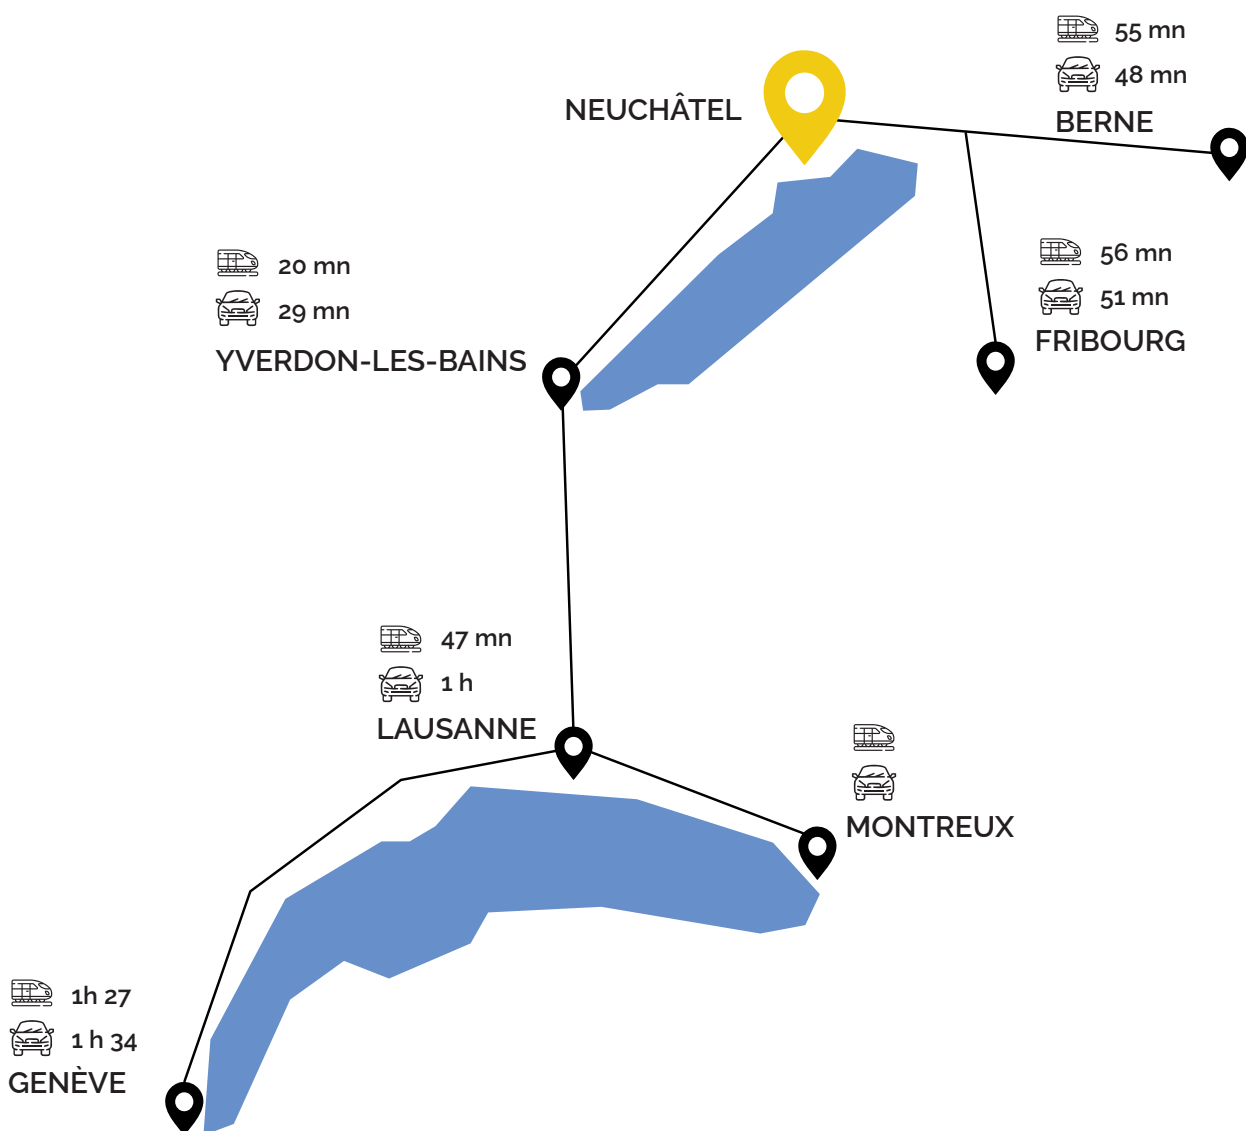 55 mn
48 mn
NEUCHÂTEL
BERNE
56 mn
51 mn
FRIBOURG
20 mn
29 mn
YVERDON-LES-BAINS
47 mn
1 h
LAUSANNE
MONTREUX
1h 27
1 h 34
GENÈVE